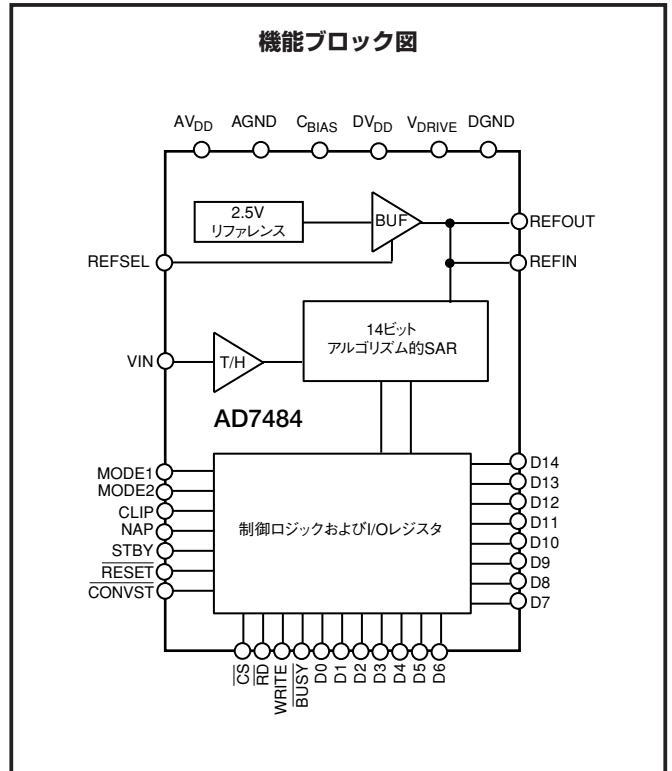 機能ブロック図
AVDD AGND CBIAS DVDD VDRIVE DGND
2.5V
リファレンス
BUF
REFOUT
REFSEL
REFIN
14ビット
アルゴリズム的SAR
VIN
T/H
AD7484
MODE1
MODE2
CLIP
NAP
STBY
RESET
CONVST
制御ロジックおよびI/Oレジスタ
D14
D13
D12
D11
D10
D9
D8
D7
CS
RD
WRITE
BUSY
D0
D1
D2
D3
D4
D5
D6